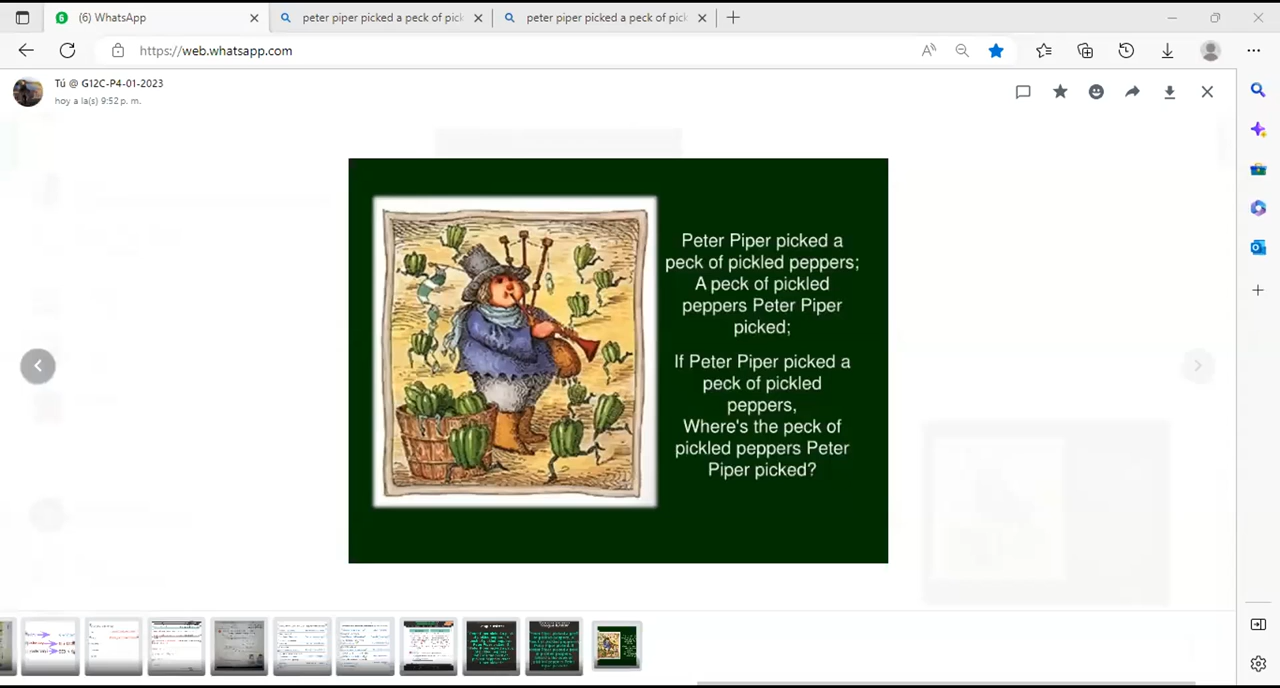 (6) WhatsApp
peter piper picked a peck of pick
peter piper picked a peck of pick
https://web.whatsapp.com
Tú @ G12C-P4-01-2023
hoy a la(s) 9:52 p. m.
Peter Piper picked a
peck of pickled peppers;
A peck of pickled
peppers Peter Piper
picked;
If Peter Piper picked a
peck of pickled
peppers,
Where's the peck of
pickled peppers Peter
Piper picked?